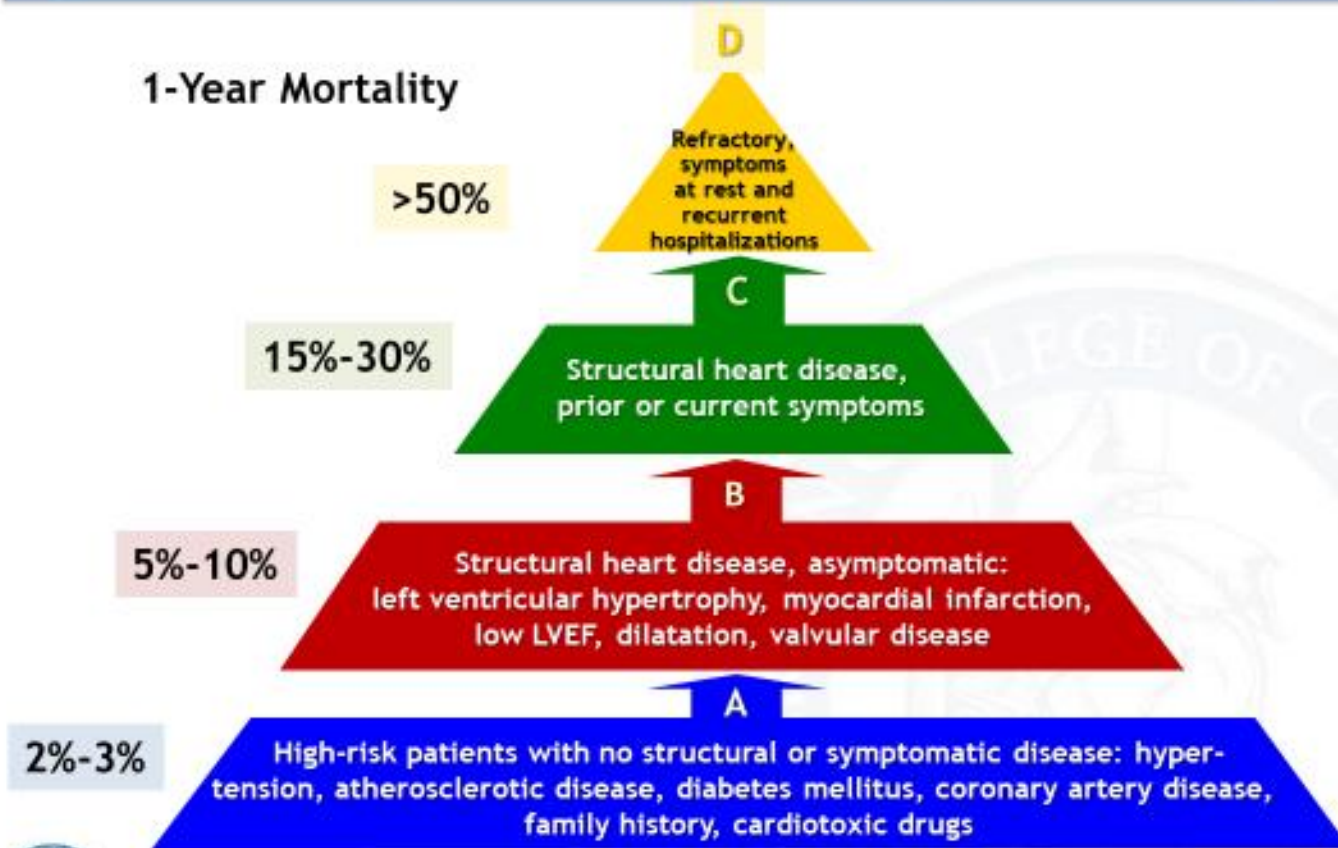 D
1-Year Mortality
Refractory,
symptoms
at rest and
recurrent
hospitalizations
>50%
C
15%-30%
Structural heart disease,
prior or current symptoms
B
5%-10%
Structural heart disease, asymptomatic:
left ventricular hypertrophy, myocardial infarction,
low LVEF, dilatation, valvular disease
A
2%-3%
High-risk patients with no structural or symptomatic disease: hyper-
tension, atherosclerotic disease, diabetes mellitus, coronary artery disease,
family history, cardiotoxic drugs
OF